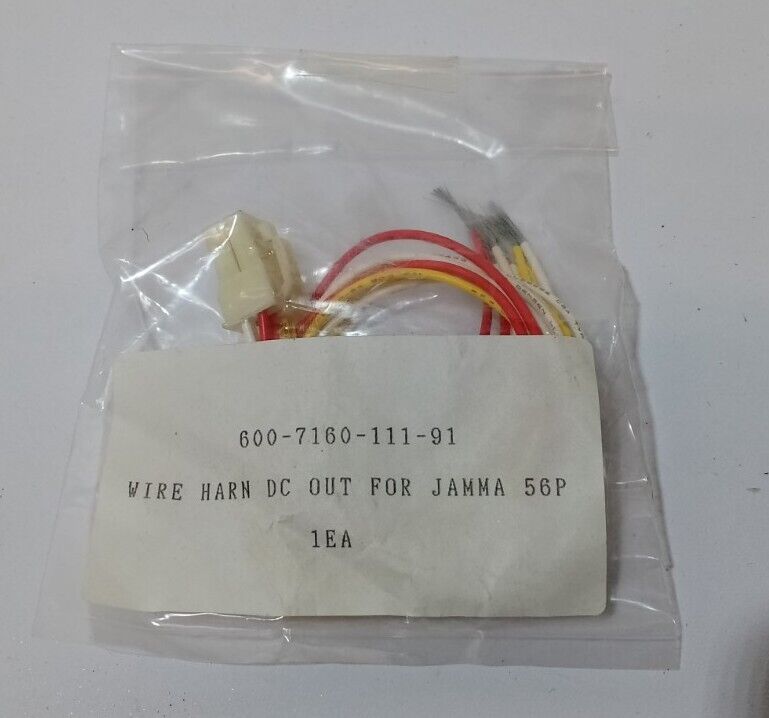 600-7160-111-91
WIRE HARN DC OUT FOR JAMMA 56P
1EA